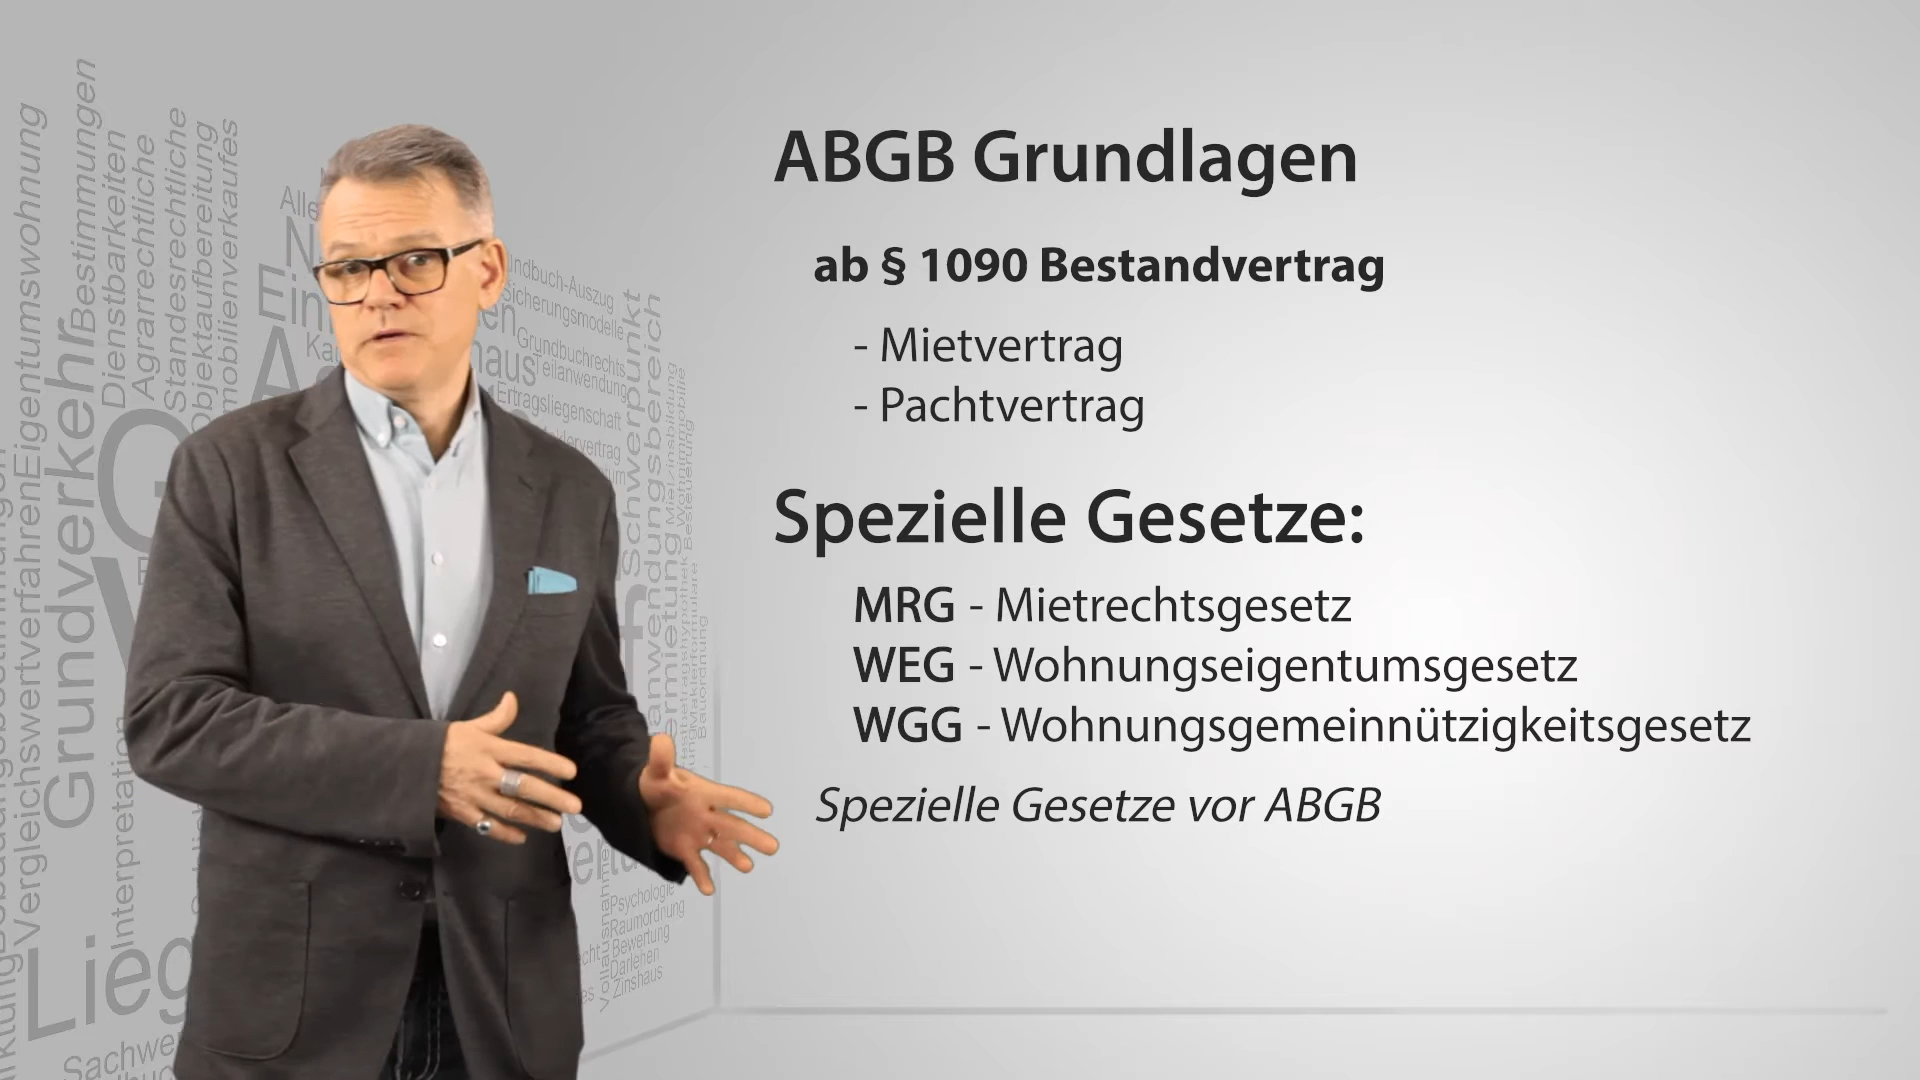 ABGB Grundlagen
ab § 1090 Bestandvertrag
- Mietvertrag
- Pachtvertrag
Spezielle Gesetze:
MRG - Mietrechtsgesetz
WEG - Wohnungseigentumsgesetz
WGG - Wohnungsgemeinnützigkeitsgesetz
Spezielle Gesetze vor ABGB
Eigentumswohnung
Vergleichswertverfahren
Bestimmungen
Grundverkehr
Dienstbarkeiten
Interpretation
Agrarrechtliche
Standesrechtliche
Objektaufbereitung
Grundbuchrechts
Teilanwendung
Ertragsliegenschaft
Sicherungsmodelle
Schwerpunkt
Psychologie
Raumordnung
Bewertung
Darlehen
Zinshaus
Bauordnung